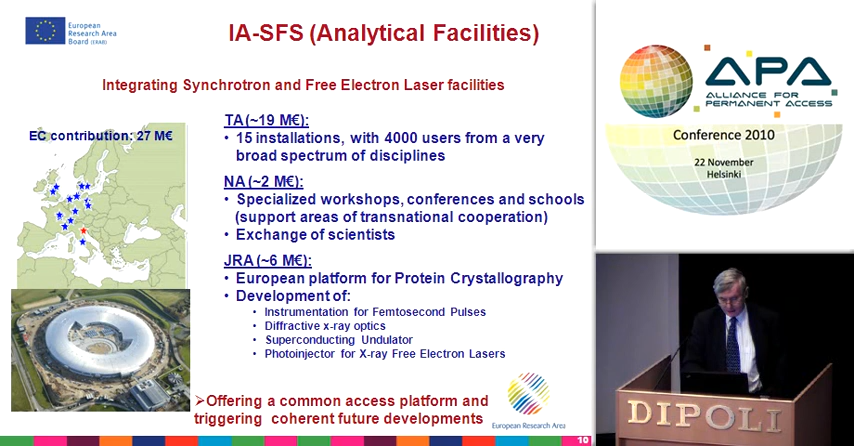 European
Research Area
Board (ERAB)
IA-SFS (Analytical Facilities)
Integrating Synchrotron and Free Electron Laser facilities
EC contribution: 27 M€
TA (~19 M€):
• 15 installations, with 4000 users from a very
broad spectrum of disciplines
NA (~2 M€):
• Specialized workshops, conferences and schools
(support areas of transnational cooperation)
• Exchange of scientists
JRA (~6 M€):
• European platform for Protein Crystallography
• Development of:
• Instrumentation for Femtosecond Pulses
• Diffractive x-ray optics
• Superconducting Undulator
• Photoinjector for X-ray Free Electron Lasers
➢Offering a common access platform and
triggering coherent future developments
European Research Area
10
APA
ALLIANCE FOR
PERMANENT ACCESS
Conference 2010
22 November
Helsinki
DIPOLI